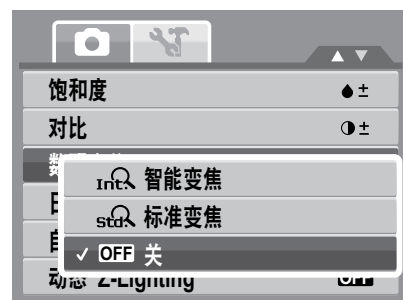 饱和度
对比
Int. 智能变焦
std. 标准变焦
OFF 关
动态 Z-Lighting